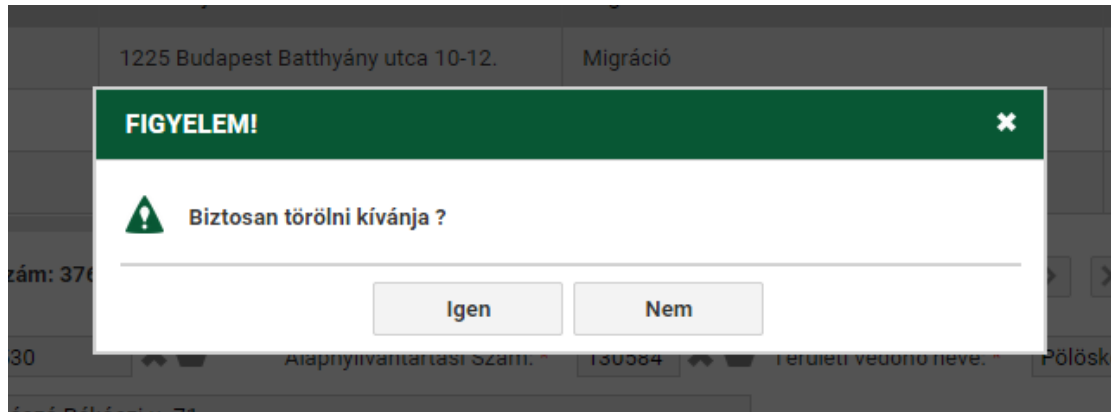 1225 Budapest Batthyány utca 10-12. Migráció
FIGYELEM!
Biztosan törölni kívánja ?
zám: 376
Igen Nem
30 Alapnyilvántartási Szám: * 130584 Területi védőnő neve: * Pölösk